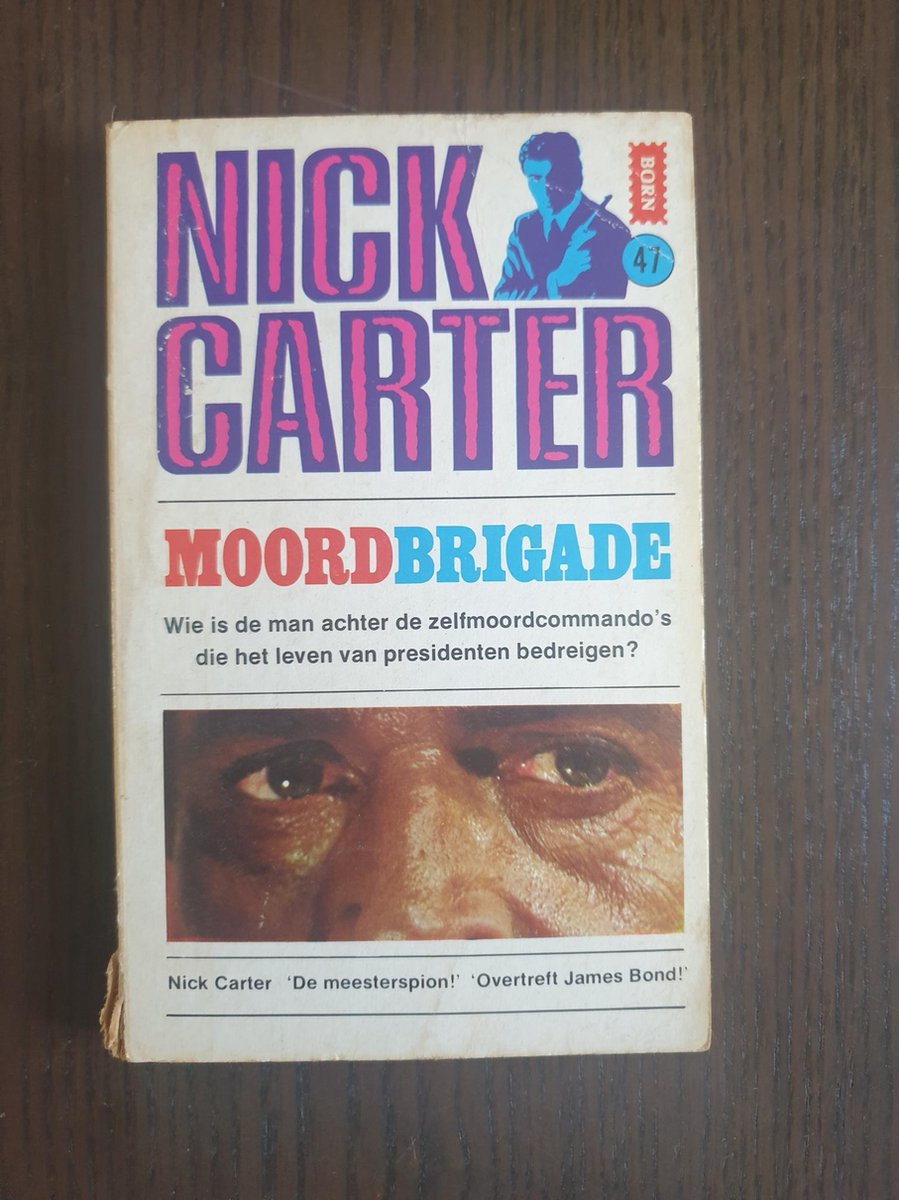 NICK
BORN
47
CARTER
MOORDBRIGADE
Wie is de man achter de zelfmoordcommando's
die het leven van presidenten bedreigen?
Nick Carter 'De meesterspion!' 'Overtreft James Bond!'